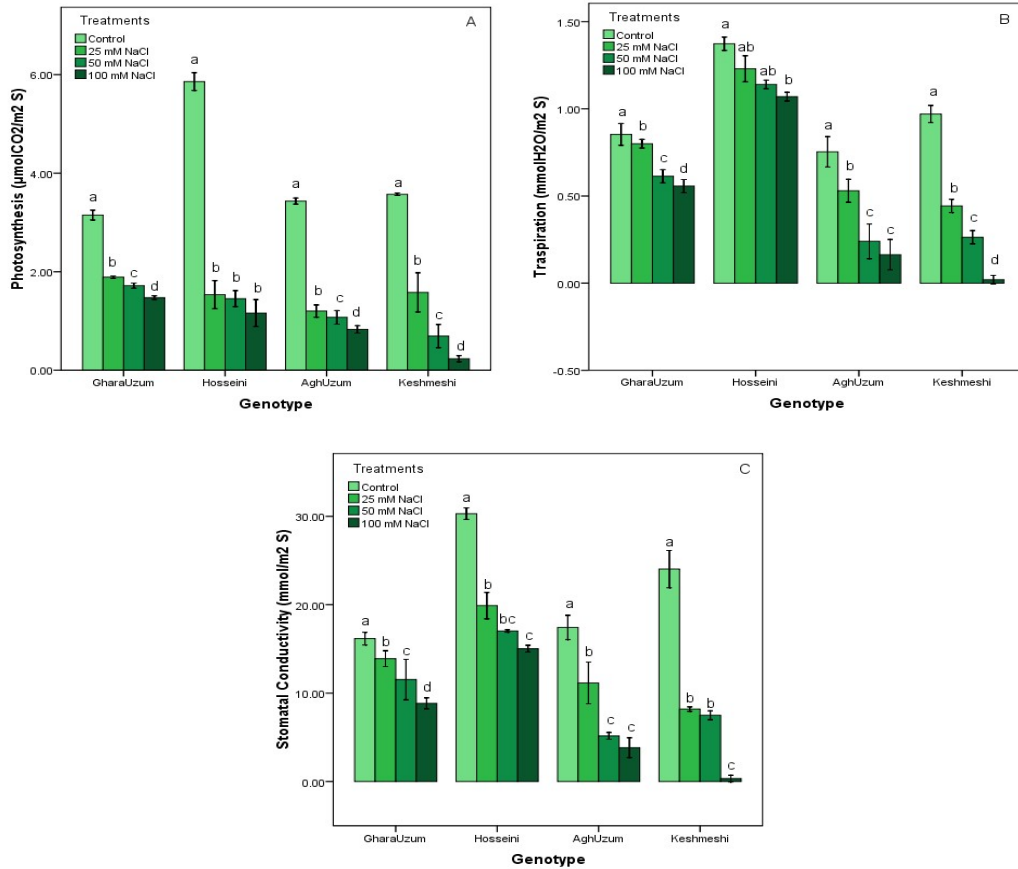 Treatments
A
Control
25 mM NaCl
50 mM NaCl
100 mM NaCl
Photosynthesis (µmolCO2/m2 S)
6.00
4.00
2.00
0.00
a
b
c
d
a
b
b
b
a
b
c
d
a
b
c
d
GharaUzum
Hosseini
AghUzum
Keshmeshi
Genotype
Treatments
B
Control
25 mM NaCl
50 mM NaCl
100 mM NaCl
Traspiration (mmolH2O/m2 S)
1.50
1.00
0.50
0.00
-0.50
a
b
c
d
a
ab
ab
b
a
b
c
c
a
b
c
d
GharaUzum
Hosseini
AghUzum
Keshmeshi
Genotype
Treatments
C
Control
25 mM NaCl
50 mM NaCl
100 mM NaCl
Stomatal Conductivity (mmol/m2 S)
30.00
20.00
10.00
0.00
a
b
c
d
a
b
bc
c
a
b
c
c
a
b
b
c
GharaUzum
Hosseini
AghUzum
Keshmeshi
Genotype